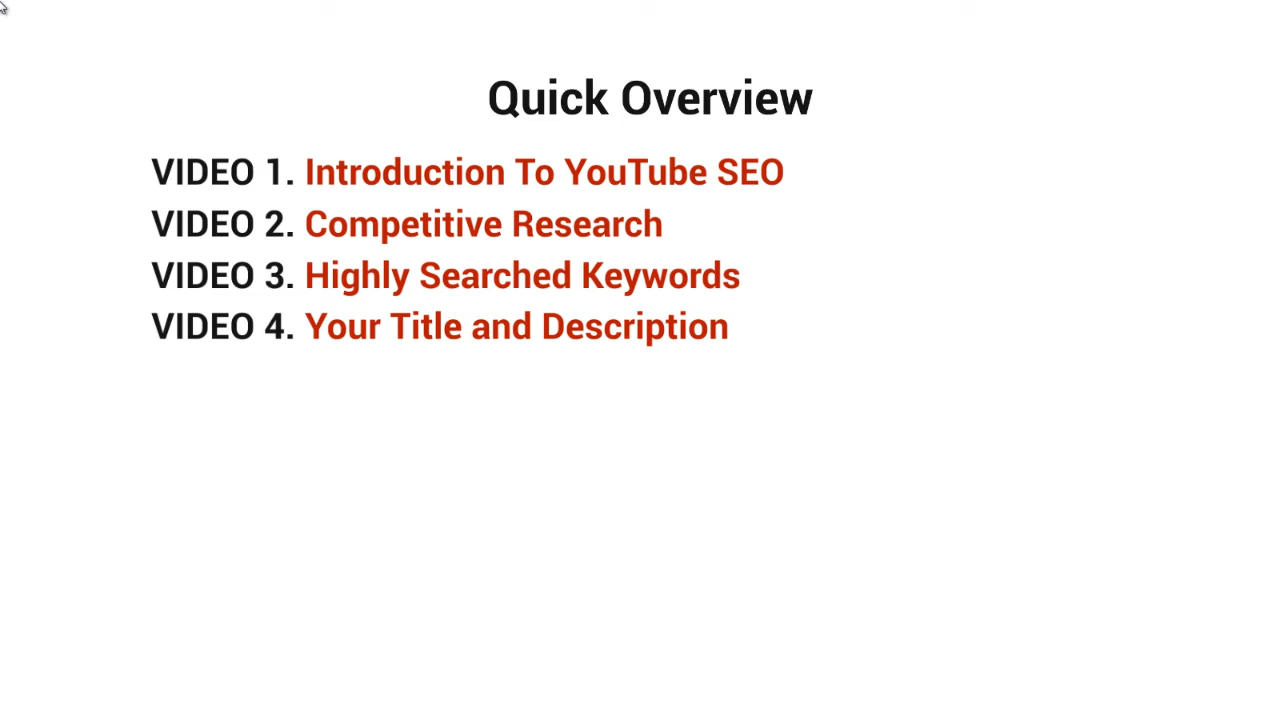 Quick Overview
VIDEO 1. Introduction To YouTube SEO
VIDEO 2. Competitive Research
VIDEO 3. Highly Searched Keywords
VIDEO 4. Your Title and Description